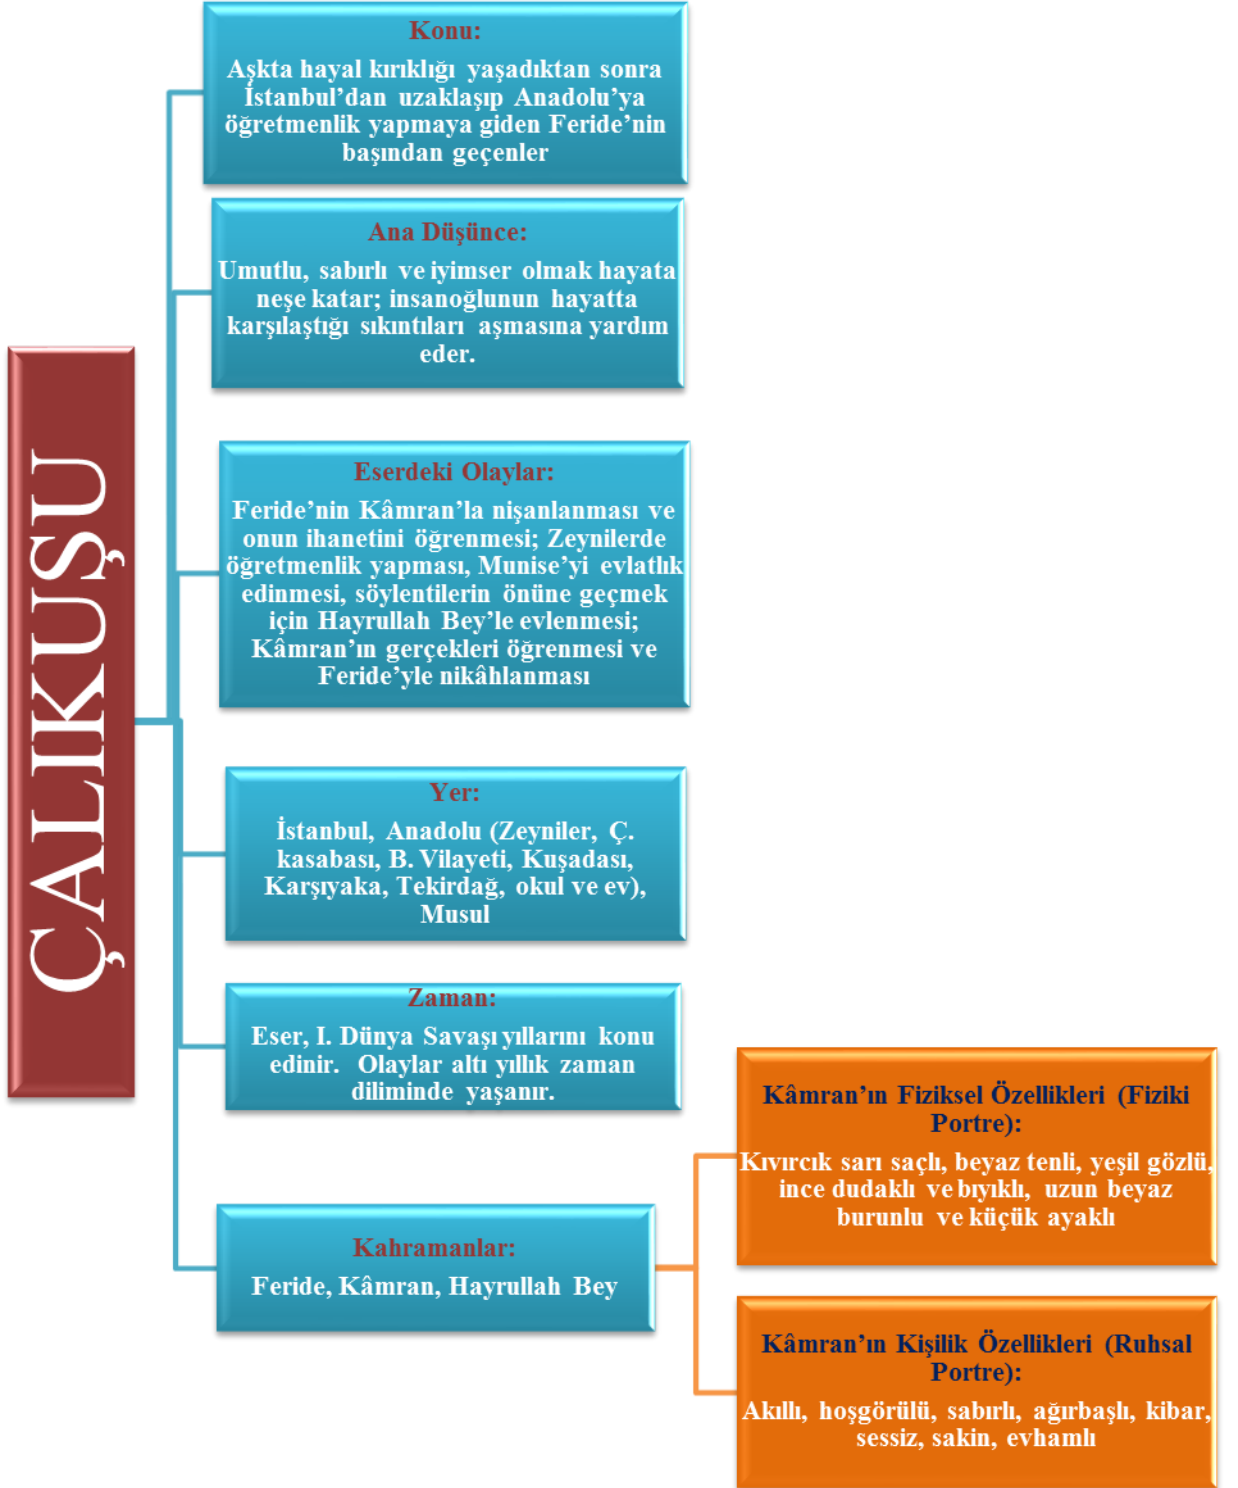 ÇALIKUŞU
Konu:
Aşkta hayal kırıklığı yaşadıktan sonra
İstanbul’dan uzaklaşıp Anadolu’ya
öğretmenlik yapmaya giden Feride’nin
başından geçenler
Ana Düşünce:
Umutlu, sabırlı ve iyimser olmak hayata
neşe katar; insanoğlunun hayatta
karşılaştığı sıkıntıları aşmasına yardım
eder.
Eserdeki Olaylar:
Feride’nin Kâmran’la nişanlanması ve
onun ihanetini öğrenmesi; Zeynilerde
öğretmenlik yapması, Munise’yi evlatlık
edinmesi, söylentilerin önüne geçmek
için Hayrullah Bey’le evlenmesi;
Kâmran’ın gerçekleri öğrenmesi ve
Feride’yle nikâhlanması
Yer:
İstanbul, Anadolu (Zeyniler, Ç.
kasabası, B. Vilayeti, Kuşadası,
Karşıyaka, Tekirdağ, okul ve ev),
Musul
Zaman:
Eser, I. Dünya Savaşı yıllarını konu
edinir. Olaylar altı yıllık zaman
diliminde yaşanır.
Kahramanlar:
Feride, Kâmran, Hayrullah Bey
Kâmran’ın Fiziksel Özellikleri (Fiziki
Portre):
Kıvırcık sarı saçlı, beyaz tenli, yeşil gözlü,
ince dudaklı ve bıyıklı, uzun beyaz
burunlu ve küçük ayaklı
Kâmran’ın Kişilik Özellikleri (Ruhsal
Portre):
Akıllı, hoşgörülü, sabırlı, ağırbaşlı, kibar,
sessiz, sakin, evhamlı